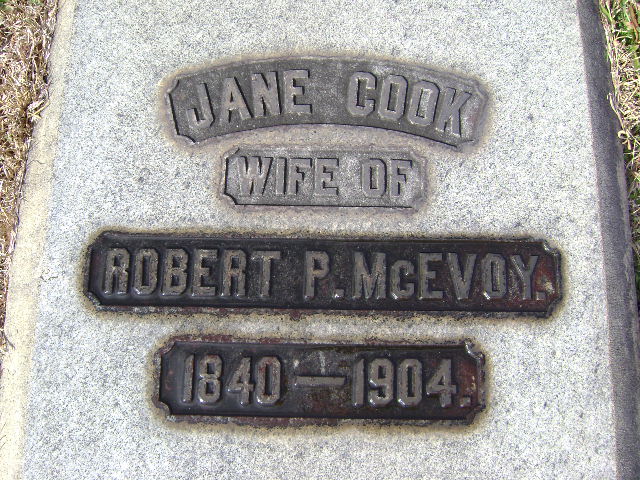 JANE COOK
WIFE OF
ROBERT P. McEVOY.
1840—1904.